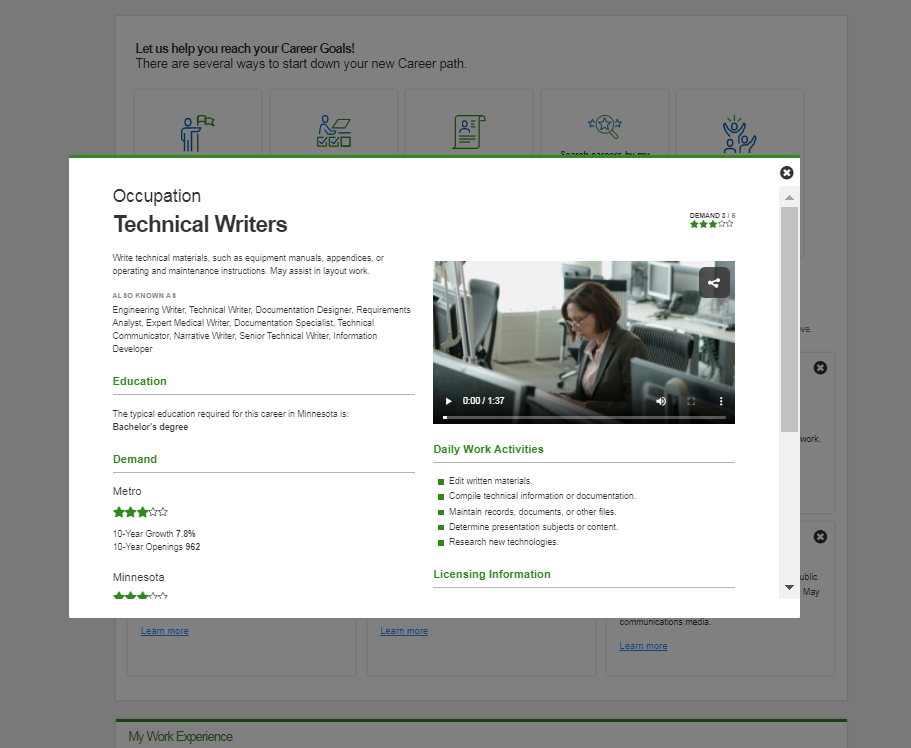 Let us help you reach your Career Goals!
There are several ways to start down your new Career path.
Occupation
Technical Writers
DEMAND 3 / 5
Write technical materials, such as equipment manuals, appendices, or
operating and maintenance instructions. May assist in layout work.
ALSO KNOWN AS
Engineering Writer, Technical Writer, Documentation Designer, Requirements
Analyst, Expert Medical Writer, Documentation Specialist, Technical
Communicator, Narrative Writer, Senior Technical Writer, Information
Developer
Education
The typical education required for this career in Minnesota is:
Bachelor's degree
Demand
Metro
10-Year Growth 7.8%
10-Year Openings 962
Minnesota
0:00 / 1:37
Daily Work Activities
Edit written materials.
Compile technical information or documentation.
Maintain records, documents, or other files.
Determine presentation subjects or content.
Research new technologies.
Licensing Information
work.
May
communications media.
Learn more
Learn more
Learn more
My Work Experience